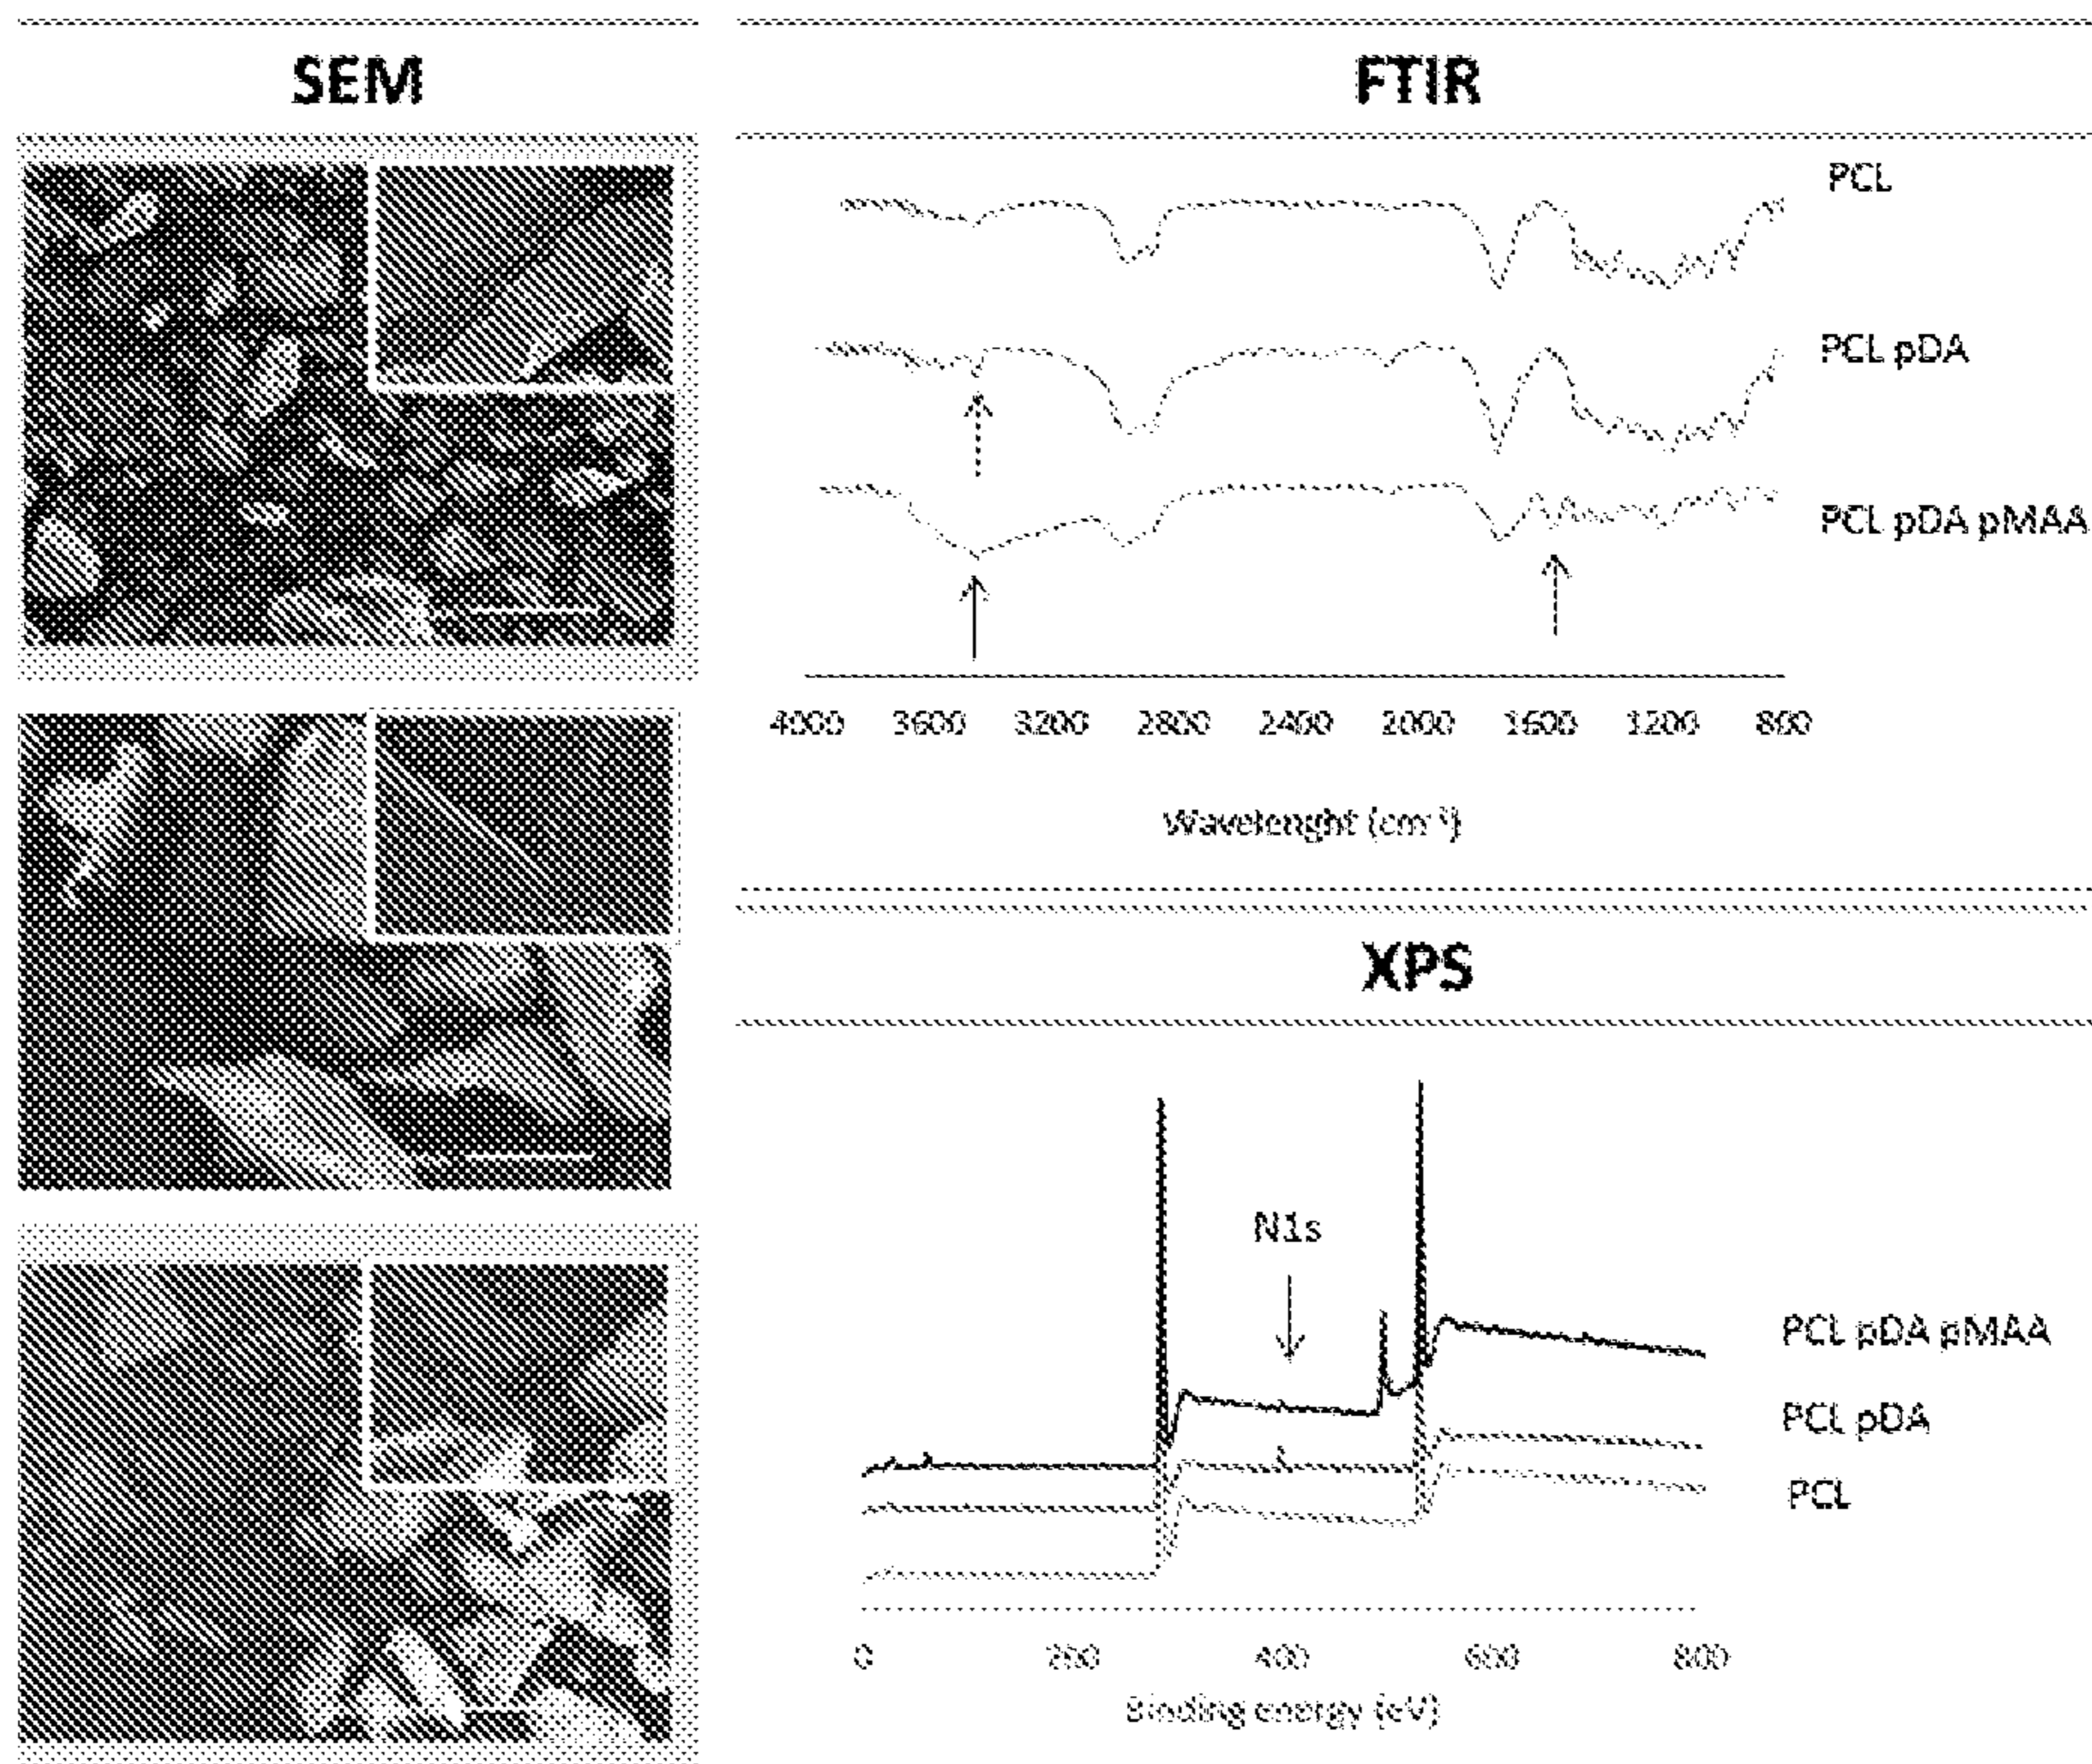 SEM
FTIR
PCL
PCL pDA
PCL pDA pMAA
4000 3600 3200 2800 2400 2000 1600 1200 800
Wavelenght (cm⁻¹)
XPS
N1s
PCL pDA pMAA
PCL pDA
PCL
0 200 400 600 800
Binding energy (eV)